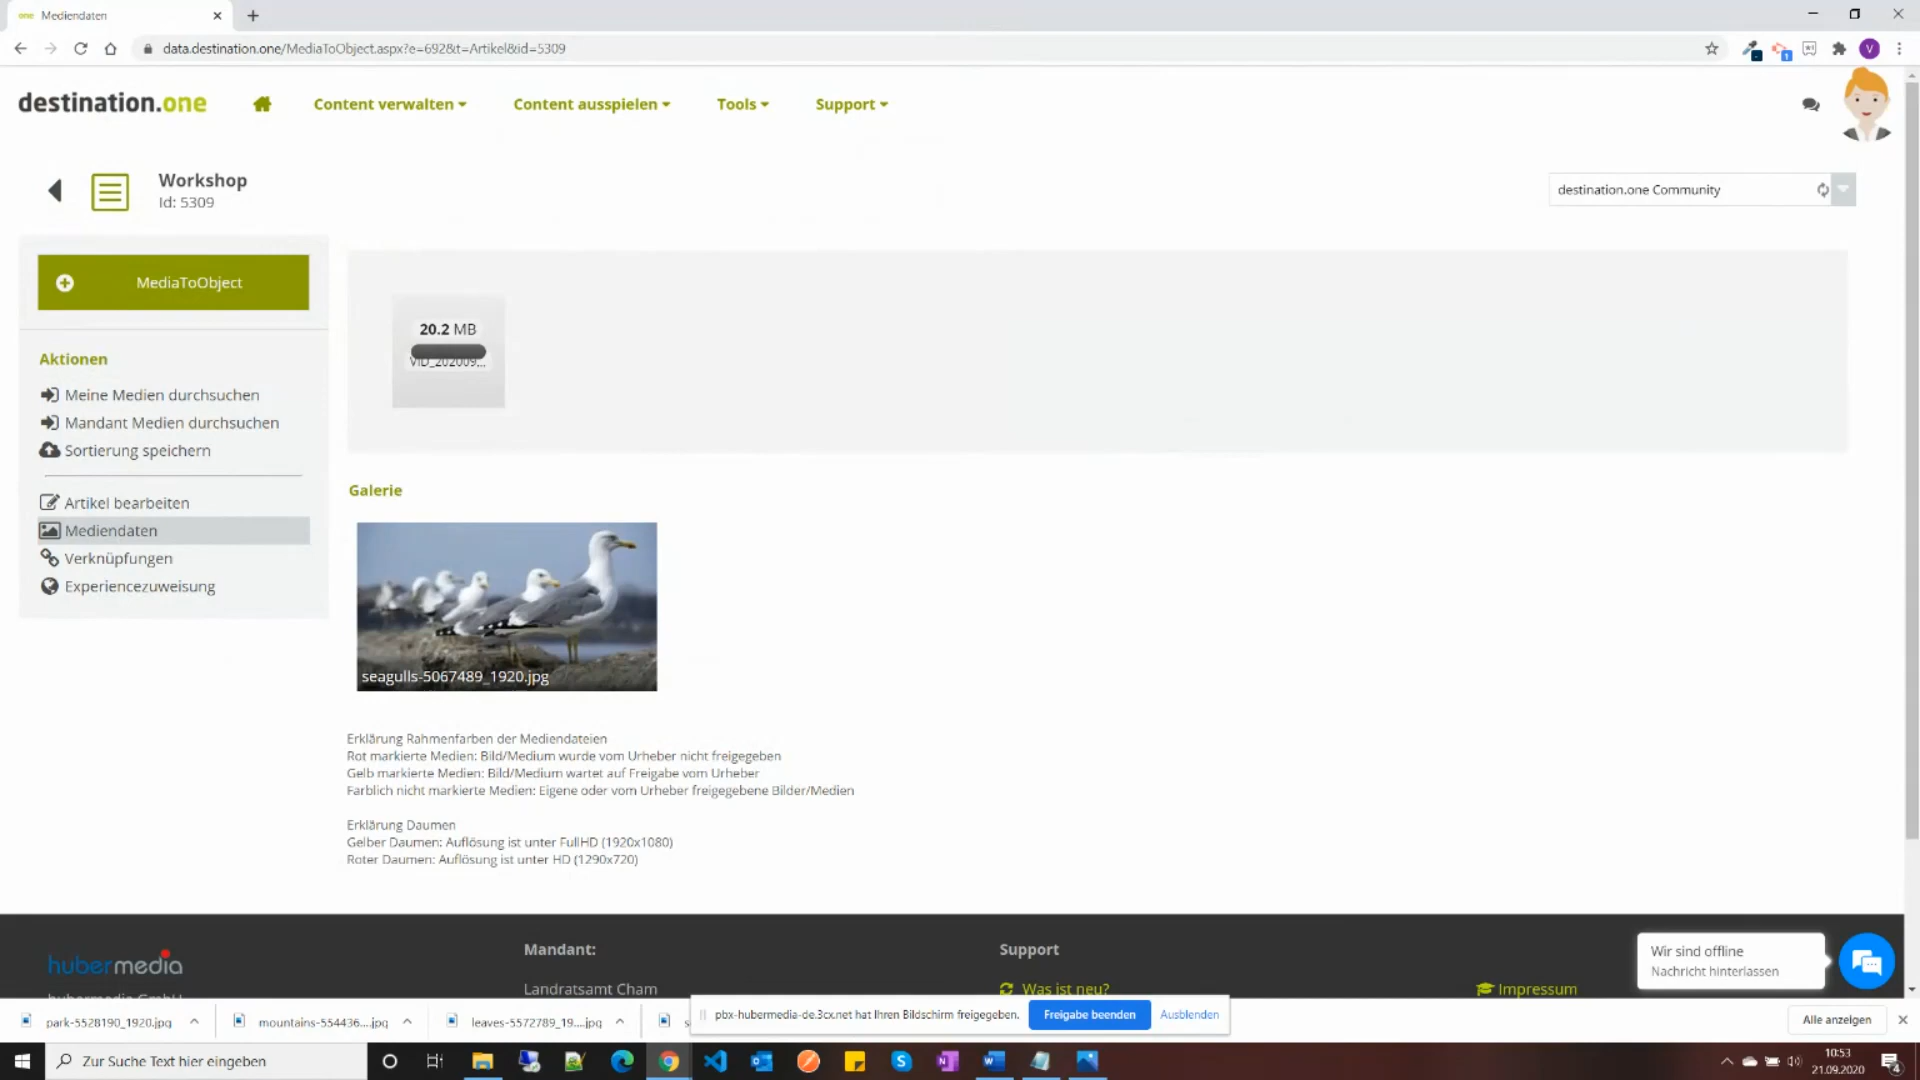 one Mediendaten
data.destination.one/MediaToObject.aspx?e=692&t=Artikel&id=5309
V
destination.one
Content verwalten
Content ausspielen
Tools
Support
Workshop
Id: 5309
destination.one Community
MediaToObject
Aktionen
Meine Medien durchsuchen
Mandant Medien durchsuchen
Sortierung speichern
Artikel bearbeiten
Mediendaten
Verknüpfungen
Experiencezuweisung
20.2 MB
VID_202009...
Galerie
seagulls-5067489_1920.jpg
Erklärung Rahmenfarben der Mediendateien
Rot markierte Medien: Bild/Medium wurde vom Urheber nicht freigegeben
Gelb markierte Medien: Bild/Medium wartet auf Freigabe vom Urheber
Farblich nicht markierte Medien: Eigene oder vom Urheber freigegebene Bilder/Medien
Erklärung Daumen
Gelber Daumen: Auflösung ist unter FullHD (1920x1080)
Roter Daumen: Auflösung ist unter HD (1290x720)
hubermedia
hubermedia GmbH
Mandant:
Landratsamt Cham
Support
Was ist neu?
Impressum
Wir sind offline
Nachricht hinterlassen
park-5528190_1920.jpg
mountains-554436....jpg
leaves-5572789_19....jpg
s
pbx-hubermedia-de.3cx.net hat Ihren Bildschirm freigegeben.
Freigabe beenden
Ausblenden
Alle anzeigen
Zur Suche Text hier eingeben
10:53
21.09.2020
4